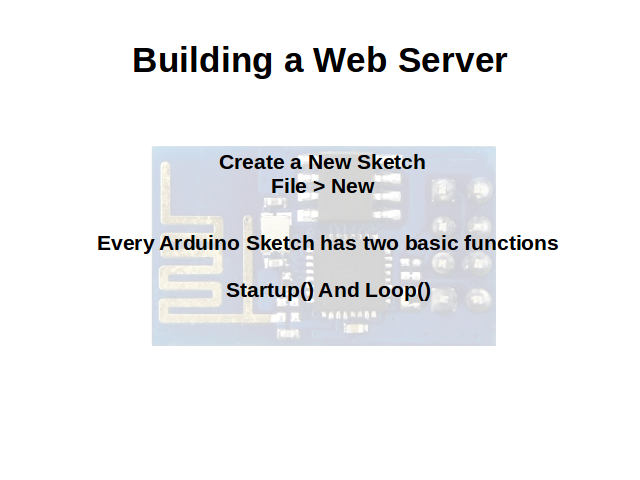 Building a Web Server
Create a New Sketch
File > New
Every Arduino Sketch has two basic functions
Startup() And Loop()